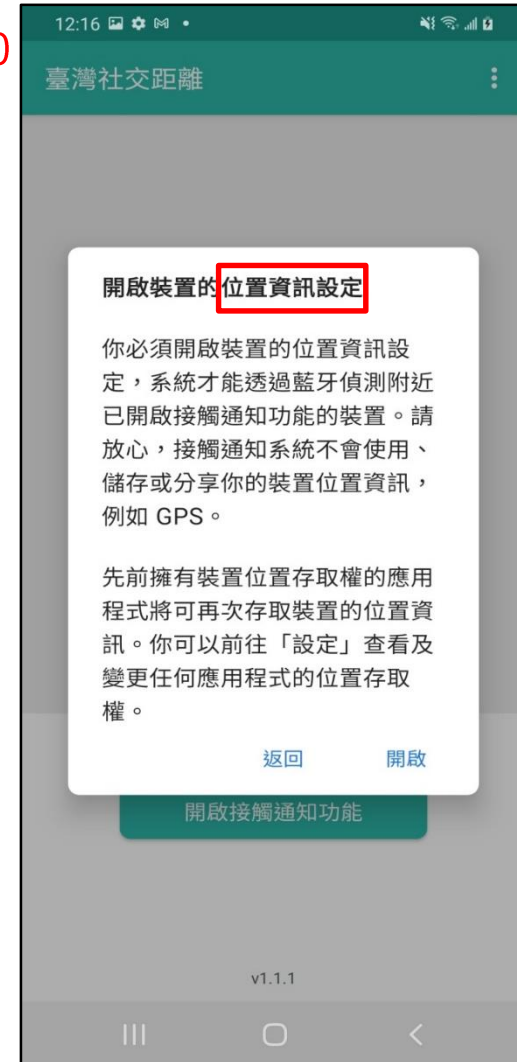 12:16
臺灣社交距離
開啟裝置的位置資訊設定
你必須開啟裝置的位置資訊設
定，系統才能透過藍牙偵測附近
已開啟接觸通知功能的裝置。請
放心，接觸通知系統不會使用、
儲存或分享你的裝置位置資訊，
例如 GPS。
先前擁有裝置位置存取權的應用
程式將可再次存取裝置的位置資
訊。你可以前往「設定」查看及
變更任何應用程式的位置存取
權。
返回
開啟
開啟接觸通知功能
v1.1.1